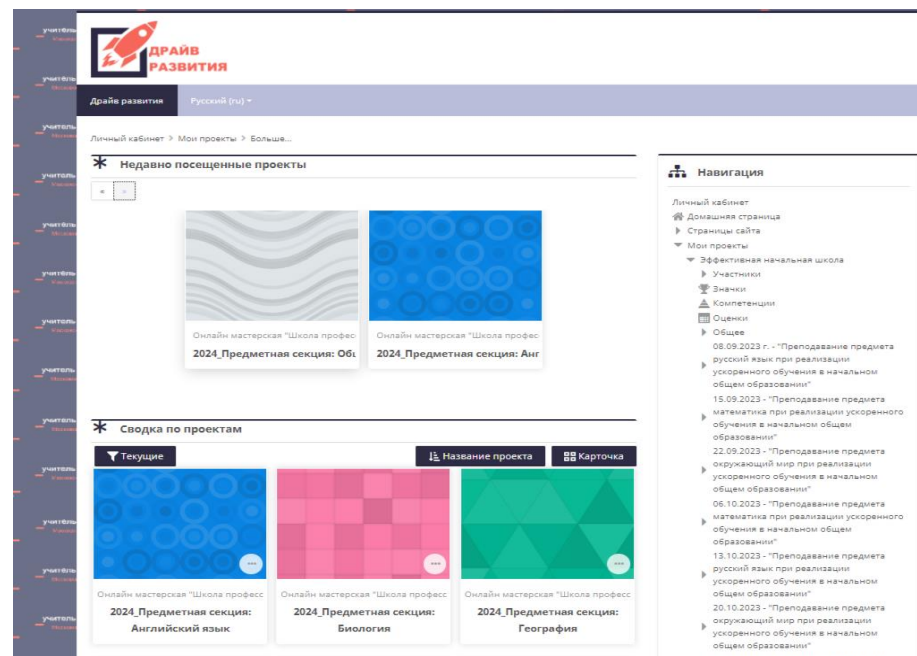 ДРАЙВ
РАЗВИТИЯ
Драйв развития
Русский (ru)
Личный кабинет > Мои проекты > Больше...
Недавно посещенные проекты
«
»
Онлайн мастерская "Школа професс
2024_Предметная секция: Общ
Онлайн мастерская "Школа професс
2024_Предметная секция: Анг
Сводка по проектам
Текущие
Название проекта
Карточка
Онлайн мастерская "Школа професс
2024_Предметная секция:
Английский язык
Онлайн мастерская "Школа професс
2024_Предметная секция:
Биология
Онлайн мастерская "Школа професс
2024_Предметная секция:
География
Навигация
Личный кабинет
Домашняя страница
Страницы сайта
Мои проекты
Эффективная начальная школа
Участники
Значки
Компетенции
Оценки
Общее
08.09.2023 г. - "Преподавание предмета
русский язык при реализации
ускоренного обучения в начальном
общем образовании"
15.09.2023 - "Преподавание предмета
математика при реализации ускоренного
обучения в начальном общем
образовании"
22.09.2023 - "Преподавание предмета
окружающий мир при реализации
ускоренного обучения в начальном
общем образовании"
06.10.2023 - "Преподавание предмета
математика при реализации ускоренного
обучения в начальном общем
образовании"
13.10.2023 - "Преподавание предмета
русский язык при реализации
ускоренного обучения в начальном
общем образовании"
20.10.2023 - "Преподавание предмета
окружающий мир при реализации
ускоренного обучения в начальном
общем образовании"